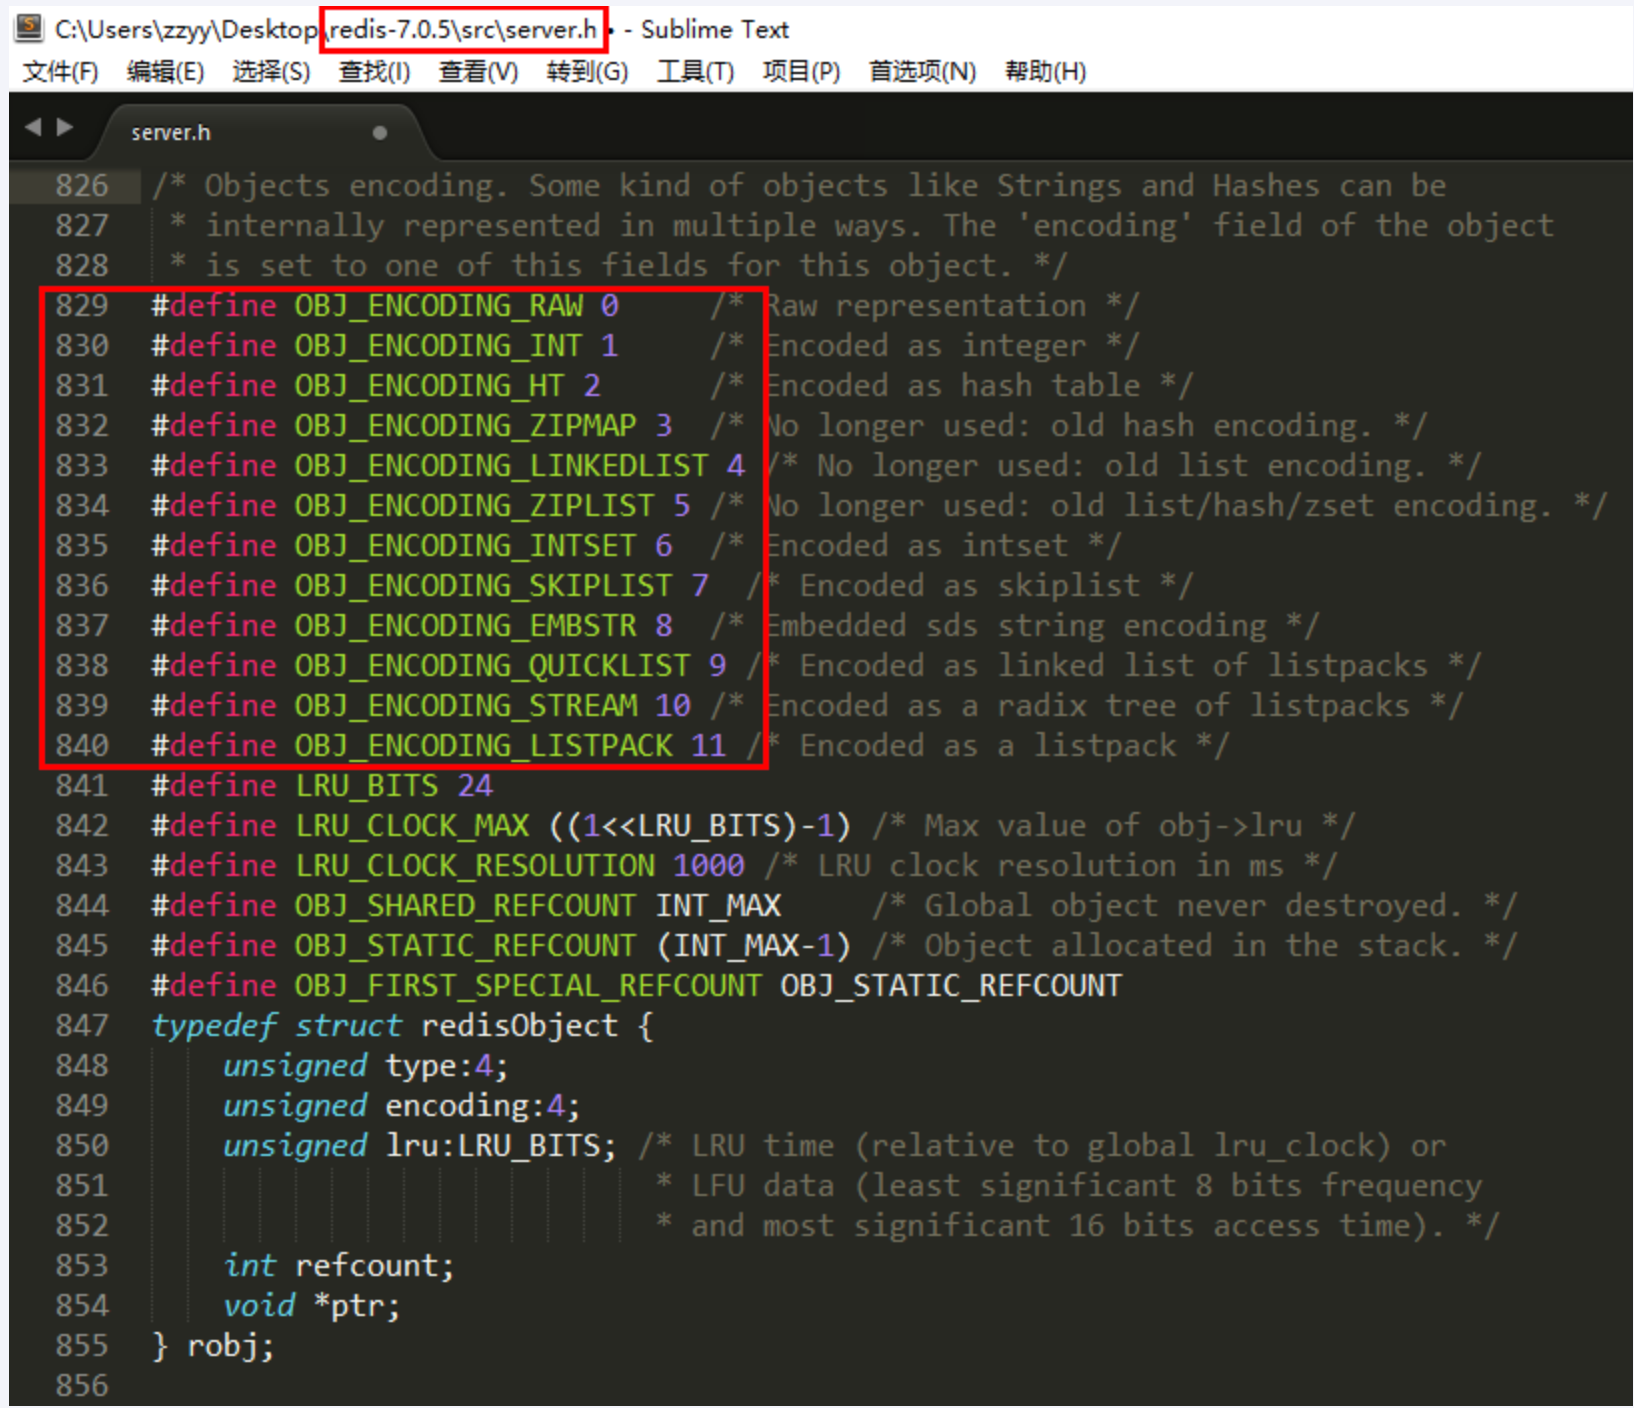 C:\Users\zzyy\Desktop\redis-7.0.5\src\server.h • - Sublime Text
文件(F) 编辑(E) 选择(S) 查找(I) 查看(V) 转到(G) 工具(T) 项目(P) 首选项(N) 帮助(H)
server.h
826 /* Objects encoding. Some kind of objects like Strings and Hashes can be
827 * internally represented in multiple ways. The 'encoding' field of the object
828 * is set to one of this fields for this object. */
829 #define OBJ_ENCODING_RAW 0 /* Raw representation */
830 #define OBJ_ENCODING_INT 1 /* Encoded as integer */
831 #define OBJ_ENCODING_HT 2 /* Encoded as hash table */
832 #define OBJ_ENCODING_ZIPMAP 3 /* No longer used: old hash encoding. */
833 #define OBJ_ENCODING_LINKEDLIST 4 /* No longer used: old list encoding. */
834 #define OBJ_ENCODING_ZIPLIST 5 /* No longer used: old list/hash/zset encoding. */
835 #define OBJ_ENCODING_INTSET 6 /* Encoded as intset */
836 #define OBJ_ENCODING_SKIPLIST 7 /* Encoded as skiplist */
837 #define OBJ_ENCODING_EMBSTR 8 /* Embedded sds string encoding */
838 #define OBJ_ENCODING_QUICKLIST 9 /* Encoded as linked list of listpacks */
839 #define OBJ_ENCODING_STREAM 10 /* Encoded as a radix tree of listpacks */
840 #define OBJ_ENCODING_LISTPACK 11 /* Encoded as a listpack */
841 #define LRU_BITS 24
842 #define LRU_CLOCK_MAX ((1<<LRU_BITS)-1) /* Max value of obj->lru */
843 #define LRU_CLOCK_RESOLUTION 1000 /* LRU clock resolution in ms */
844 #define OBJ_SHARED_REFCOUNT INT_MAX /* Global object never destroyed. */
845 #define OBJ_STATIC_REFCOUNT (INT_MAX-1) /* Object allocated in the stack. */
846 #define OBJ_FIRST_SPECIAL_REFCOUNT OBJ_STATIC_REFCOUNT
847 typedef struct redisObject {
848 unsigned type:4;
849 unsigned encoding:4;
850 unsigned lru:LRU_BITS; /* LRU time (relative to global lru_clock) or
851 * LFU data (least significant 8 bits frequency
852 * and most significant 16 bits access time). */
853 int refcount;
854 void *ptr;
855 } robj;
856